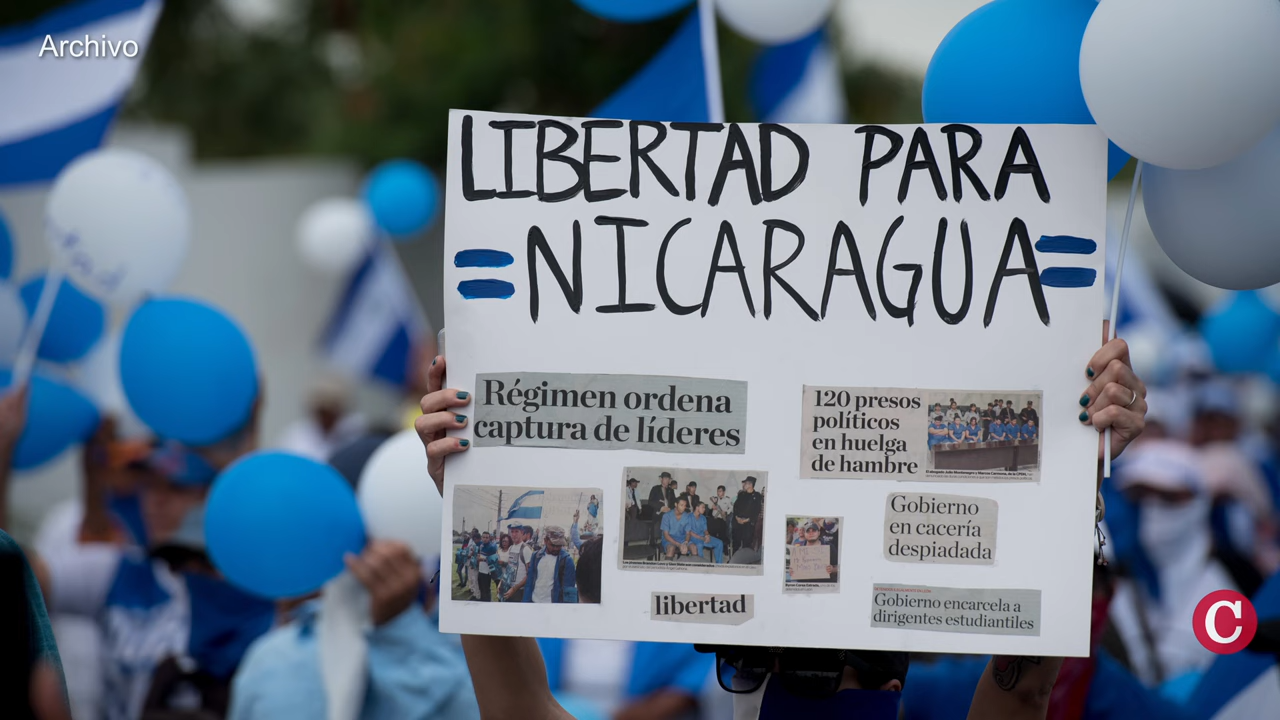 Archivo
LIBERTAD PARA
=NICARAGUA=
Régimen ordena
captura de líderes
120 presos
políticos
en huelga
de hambre
Gobierno
en cacería
despiadada
libertad
Gobierno encarcela a
dirigentes estudiantiles
C